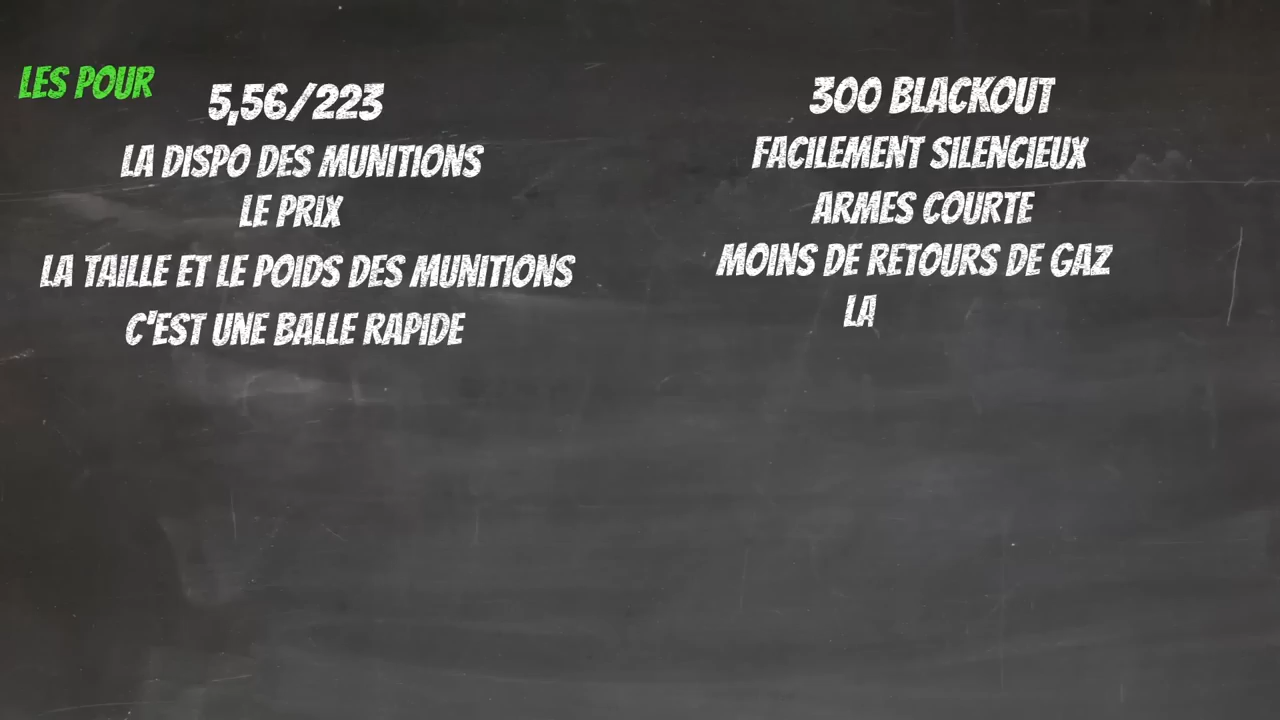 LES POUR
5,56/223
LA DISPO DES MUNITIONS
LE PRIX
LA TAILLE ET LE POIDS DES MUNITIONS
C'EST UNE BALLE RAPIDE
300 BLACKOUT
FACILEMENT SILENCIEUX
ARMES COURTE
MOINS DE RETOURS DE GAZ
LA